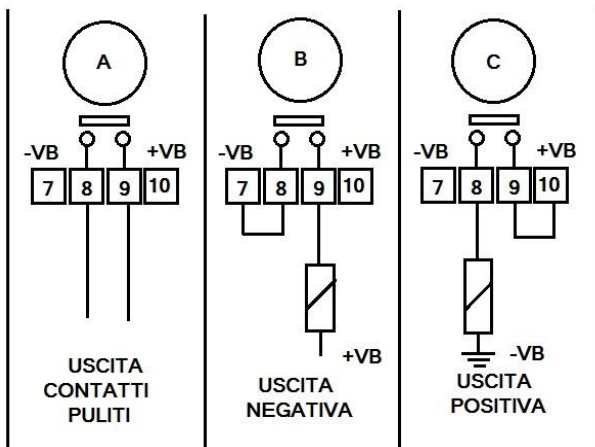 A
-VB +VB
7 8 9 10
USCITA
CONTATTI
PULITI
B
-VB +VB
7 8 9 10
+VB
USCITA
NEGATIVA
C
-VB +VB
7 8 9 10
-VB
USCITA
POSITIVA